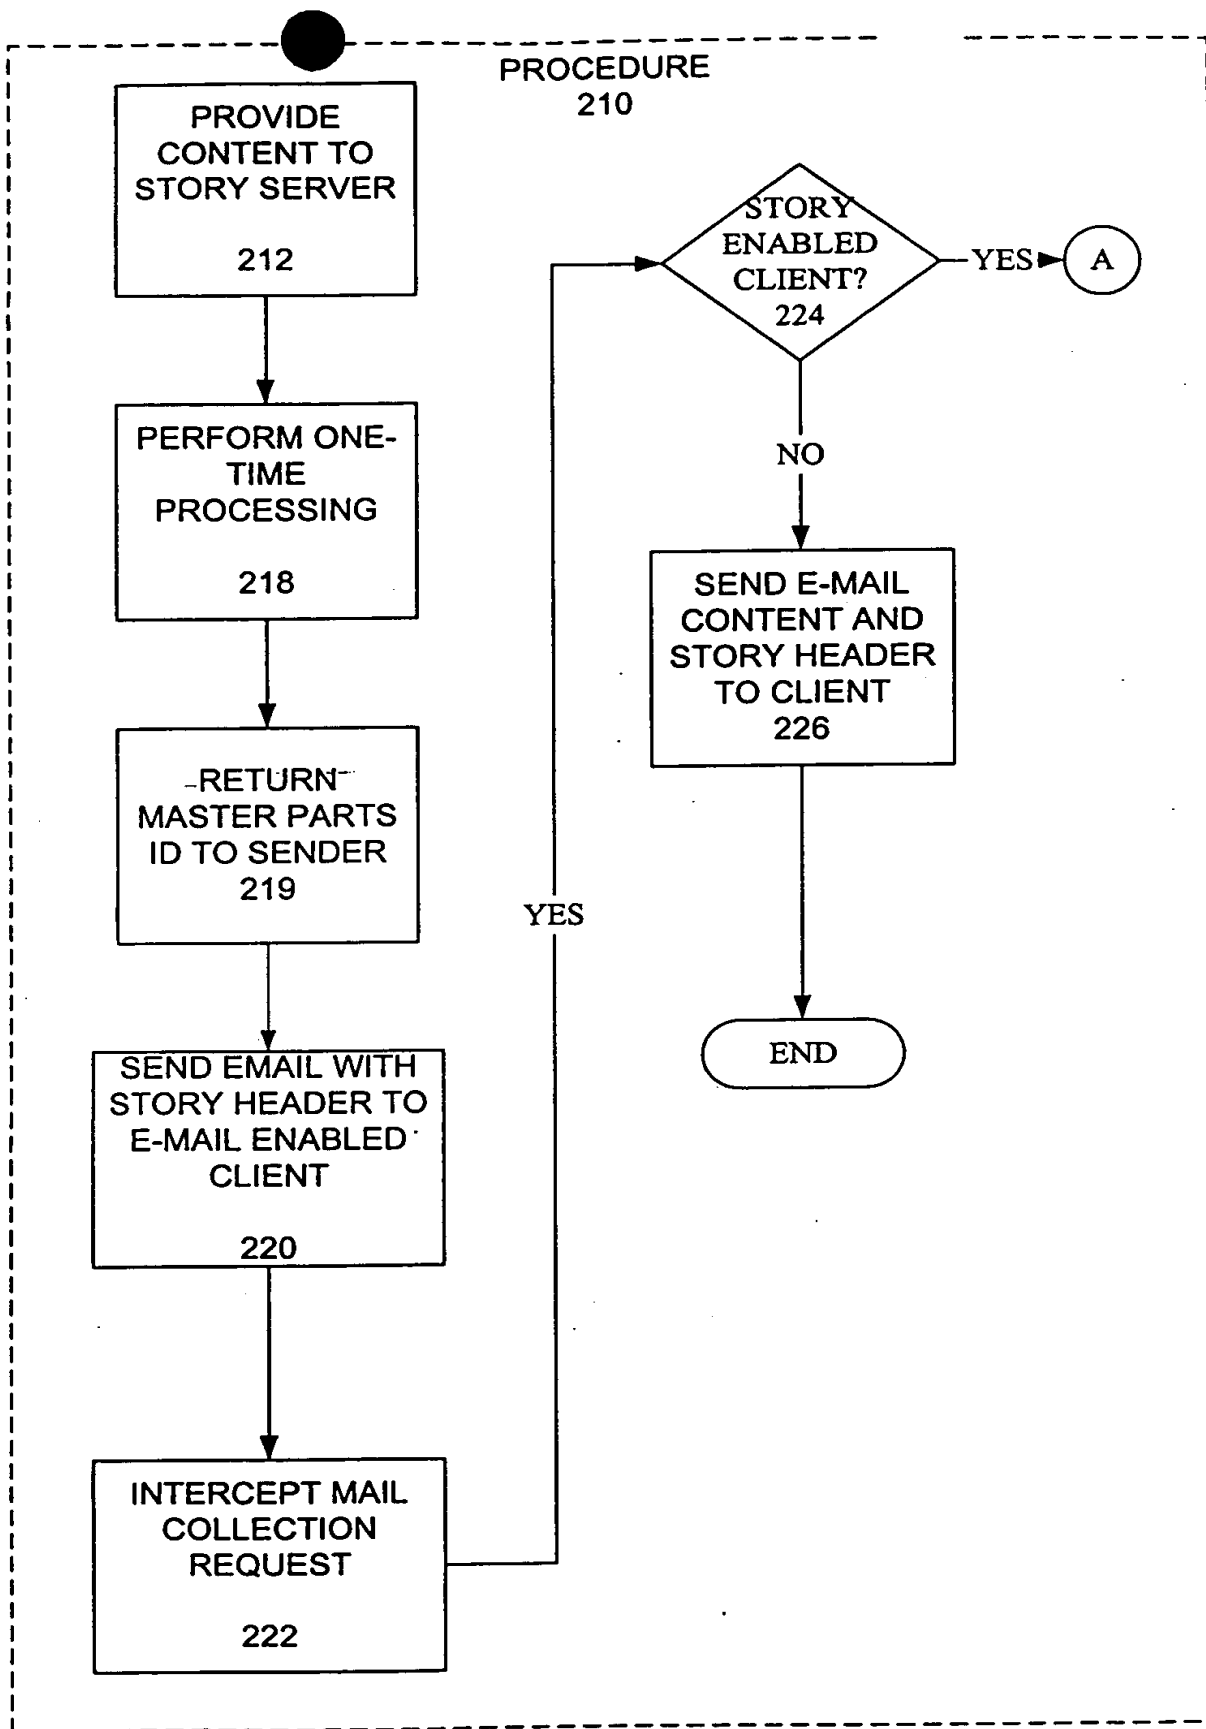 PROCEDURE
210
PROVIDE
CONTENT TO
STORY SERVER
212
PERFORM ONE-
TIME
PROCESSING
218
RETURN
MASTER PARTS
ID TO SENDER
219
SEND EMAIL WITH
STORY HEADER TO
E-MAIL ENABLED
CLIENT
220
INTERCEPT MAIL
COLLECTION
REQUEST
222
YES
STORY
ENABLED
CLIENT?
224
YES
A
NO
SEND E-MAIL
CONTENT AND
STORY HEADER
TO CLIENT
226
END